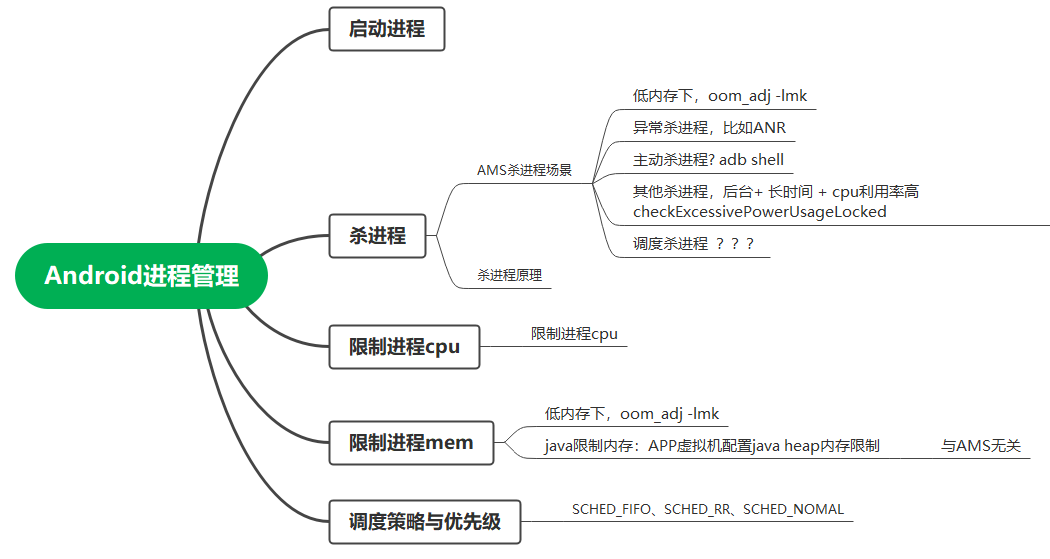 Android进程管理
启动进程
杀进程
AMS杀进程场景
低内存下，oom_adj -lmk
异常杀进程，比如ANR
主动杀进程? adb shell
其他杀进程，后台+ 长时间 + cpu利用率高
checkExcessivePowerUsageLocked
调度杀进程 ？？？
杀进程原理
限制进程cpu
限制进程cpu
限制进程mem
低内存下，oom_adj -lmk
java限制内存：APP虚拟机配置java heap内存限制
与AMS无关
调度策略与优先级
SCHED_FIFO、SCHED_RR、SCHED_NOMAL